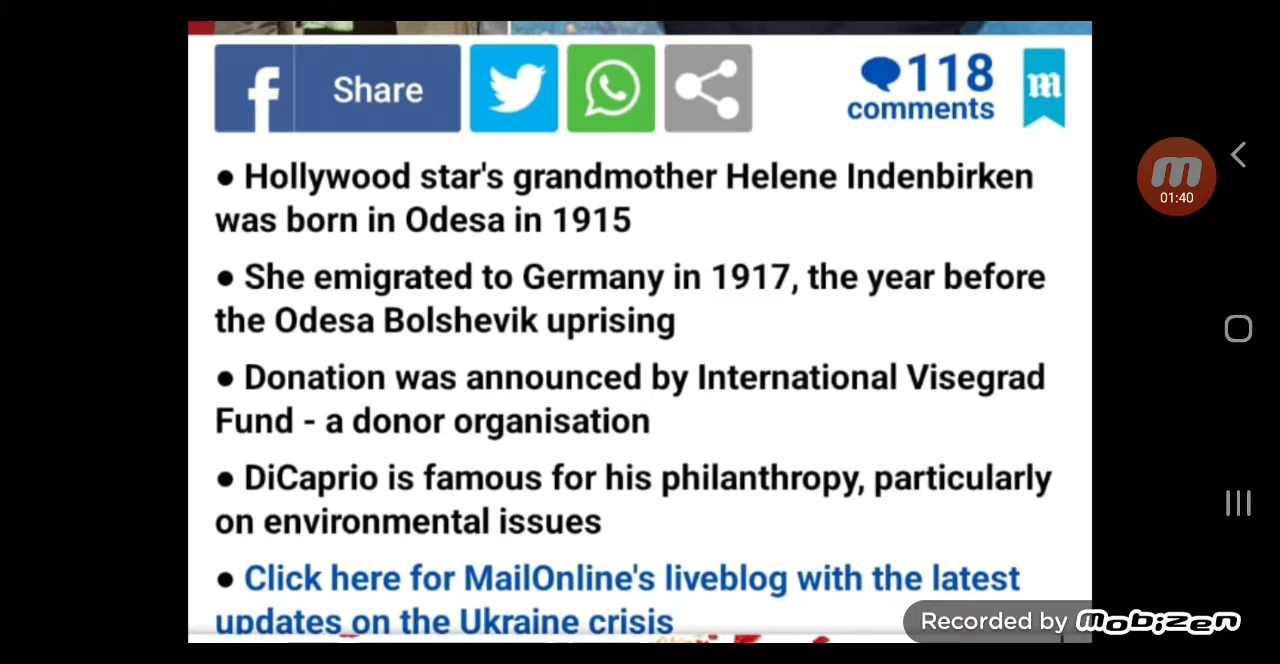 f Share
118
comments
m
M
01:40
● Hollywood star's grandmother Helene Indenbirken
was born in Odesa in 1915
● She emigrated to Germany in 1917, the year before
the Odesa Bolshevik uprising
● Donation was announced by International Visegrad
Fund - a donor organisation
● DiCaprio is famous for his philanthropy, particularly
on environmental issues
● Click here for MailOnline's liveblog with the latest
updates on the Ukraine crisis
Recorded by mobizen